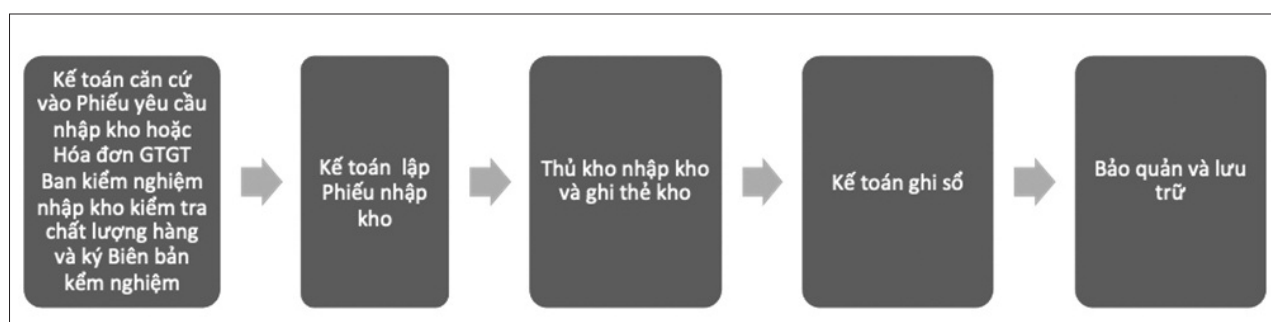 Kế toán căn cứ
vào Phiếu yêu cầu
nhập kho hoặc
Hóa đơn GTGT
Ban kiểm nghiệm
nhập kho kiểm tra
chất lượng hàng
và ký Biên bản
kểm nghiệm
Kế toán lập
Phiếu nhập
kho
Thủ kho nhập kho
và ghi thẻ kho
Kế toán ghi sổ
Bảo quản và lưu
trữ